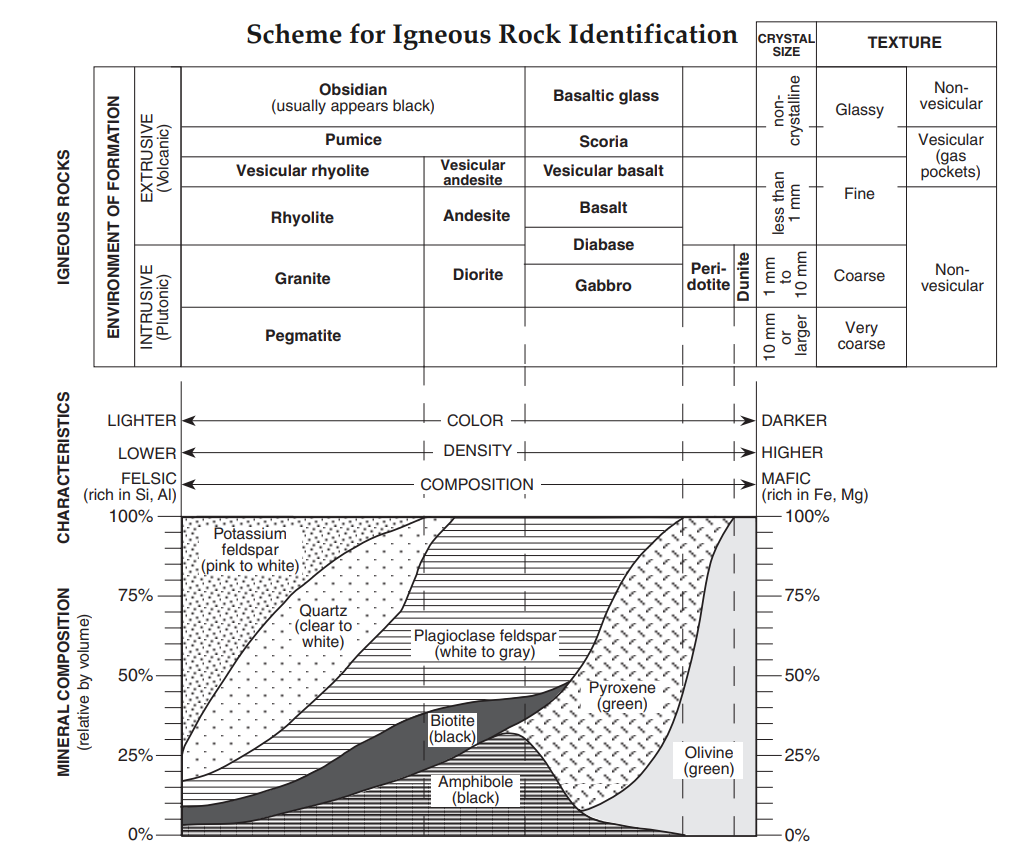 Scheme for Igneous Rock Identification
CRYSTAL
SIZE
TEXTURE
IGNEOUS ROCKS
ENVIRONMENT OF FORMATION
EXTRUSIVE
(Volcanic)
Obsidian
(usually appears black)
Basaltic glass
non-
crystalline
Glassy
Non-
vesicular
Pumice
Scoria
Vesicular
(gas
pockets)
Vesicular rhyolite
Vesicular
andesite
Vesicular basalt
less than
1 mm
Fine
Rhyolite
Andesite
Basalt
Diabase
INTRUSIVE
(Plutonic)
Granite
Diorite
Gabbro
Peri-
dotite
Dunite
1 mm
to
10 mm
Coarse
Non-
vesicular
Pegmatite
10 mm
or
larger
Very
coarse
CHARACTERISTICS
LIGHTER
COLOR
DARKER
LOWER
DENSITY
HIGHER
FELSIC
(rich in Si, Al)
COMPOSITION
MAFIC
(rich in Fe, Mg)
MINERAL COMPOSITION
(relative by volume)
100%
75%
50%
25%
0%
Potassium
feldspar
(pink to white)
Quartz
(clear to
white)
Plagioclase feldspar
(white to gray)
Biotite
(black)
Amphibole
(black)
Pyroxene
(green)
Olivine
(green)
100%
75%
50%
25%
0%